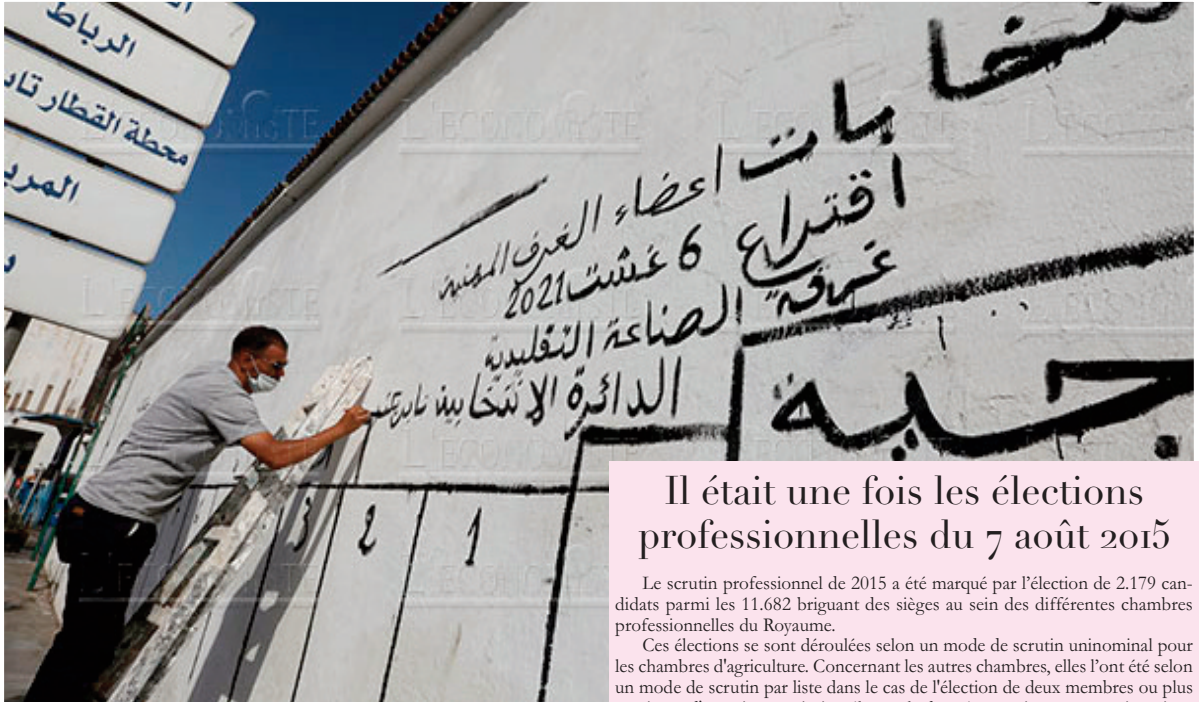 الرباط
محطة القطار
اعضاء الغرف المهنية
اقتراع 6 غشت 2021
غرفة الصناعة التقليدية
الدائرة الانتخابية
3 2 1
L'ECONOMISTE
Il était une fois les élections
professionnelles du 7 août 2015
Le scrutin professionnel de 2015 a été marqué par l'élection de 2.179 can-
didats parmi les 11.682 briguant des sièges au sein des différentes chambres
professionnelles du Royaume.
Ces élections se sont déroulées selon un mode de scrutin uninominal pour
les chambres d'agriculture. Concernant les autres chambres, elles l'ont été selon
un mode de scrutin par liste dans le cas de l'élection de deux membres ou plus